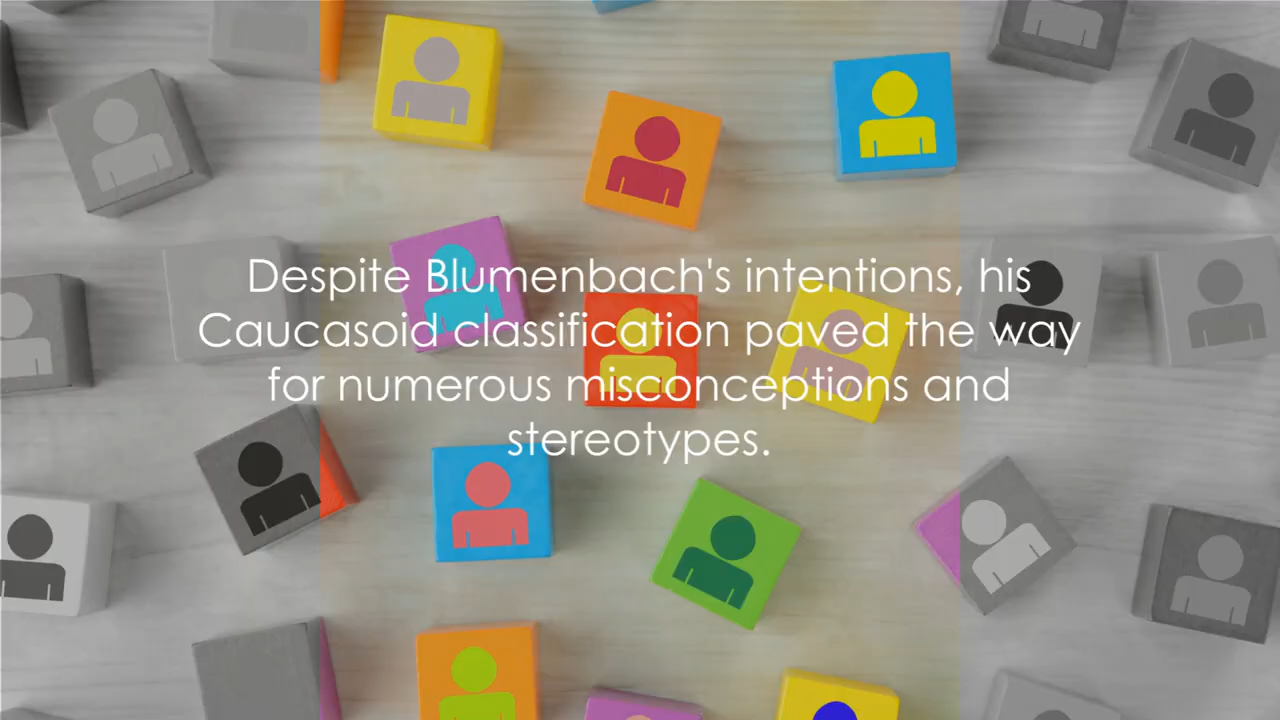 Despite Blumenbach's intentions, his
Caucasoid classification paved the way
for numerous misconceptions and
stereotypes.